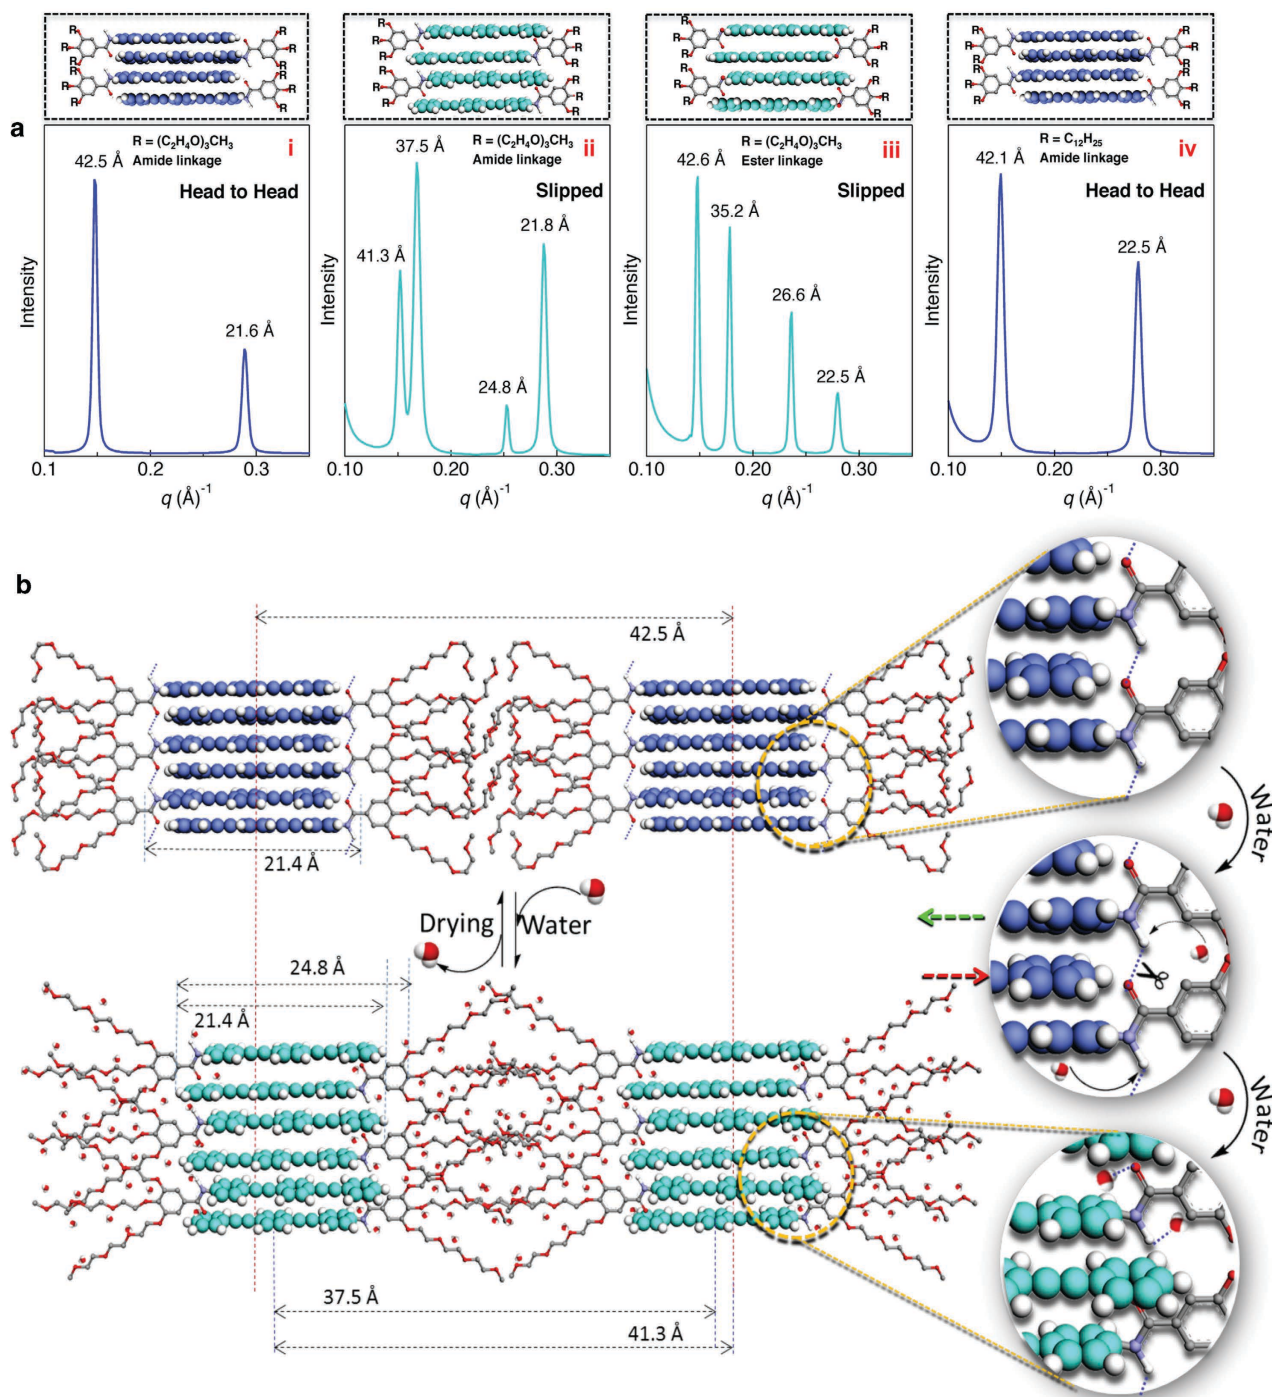 R R R R R R R R
R R R R R R R R
R R R R R R R R
R R R R R R R R
a
R = (C2H4O)3CH3
Amide linkage
i
42.5 Å
Head to Head
21.6 Å
Intensity
0.1 0.2 0.3
q (Å)-1
R = (C2H4O)3CH3
Amide linkage
ii
37.5 Å
Slipped
41.3 Å
21.8 Å
24.8 Å
Intensity
0.10 0.20 0.30
q (Å)-1
R = (C2H4O)3CH3
Ester linkage
iii
42.6 Å
Slipped
35.2 Å
26.6 Å
22.5 Å
Intensity
0.10 0.20 0.30
q (Å)-1
R = C12H25
Amide linkage
iv
42.1 Å
Head to Head
22.5 Å
Intensity
0.10 0.20 0.30
q (Å)-1
b
42.5 Å
21.4 Å
Water
Drying Water
24.8 Å
21.4 Å
Water
37.5 Å
41.3 Å